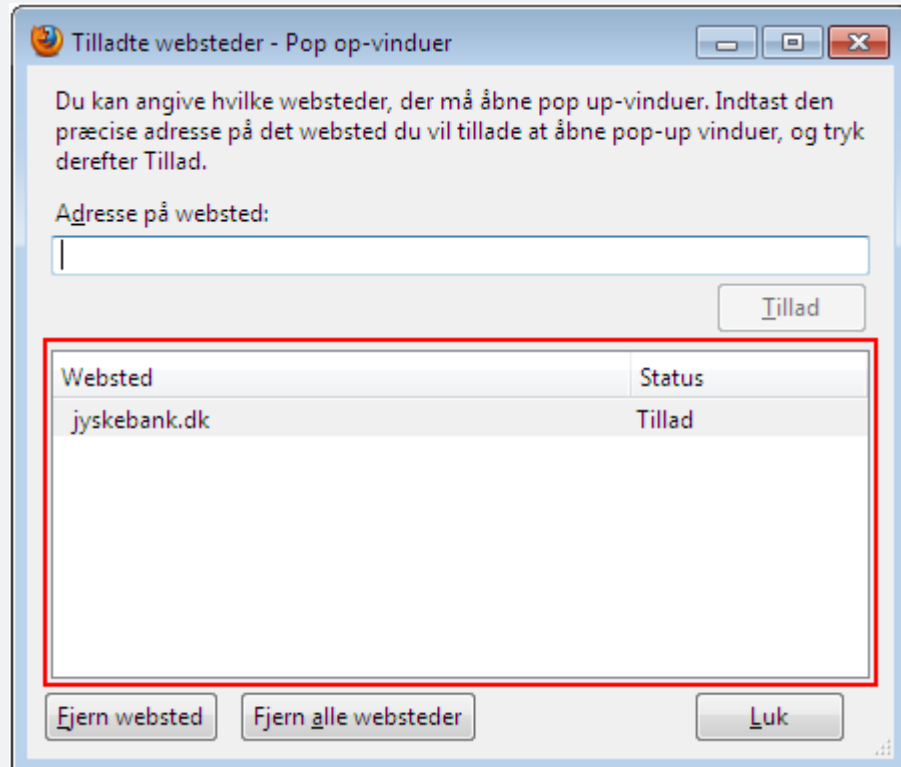 Tilladte websteder - Pop op-vinduer
Du kan angive hvilke websteder, der må åbne pop up-vinduer. Indtast den
præcise adresse på det websted du vil tillade at åbne pop-up vinduer, og tryk
derefter Tillad.
Adresse på websted:
Tillad
Websted Status
jyskebank.dk Tillad
Fjern websted Fjern alle websteder Luk